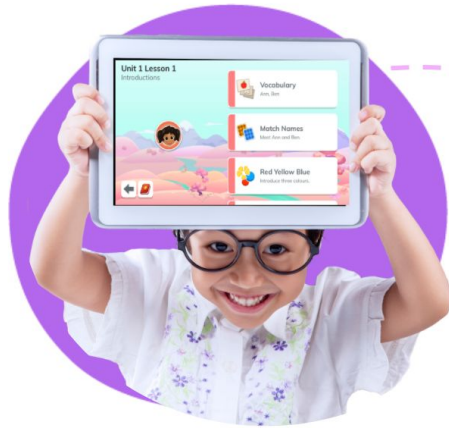 Unit 1 Lesson 1
Introductions
Vocabulary
Ann, Ben
Match Names
Meet Ann and Ben.
Red Yellow Blue
Introduce three colours.